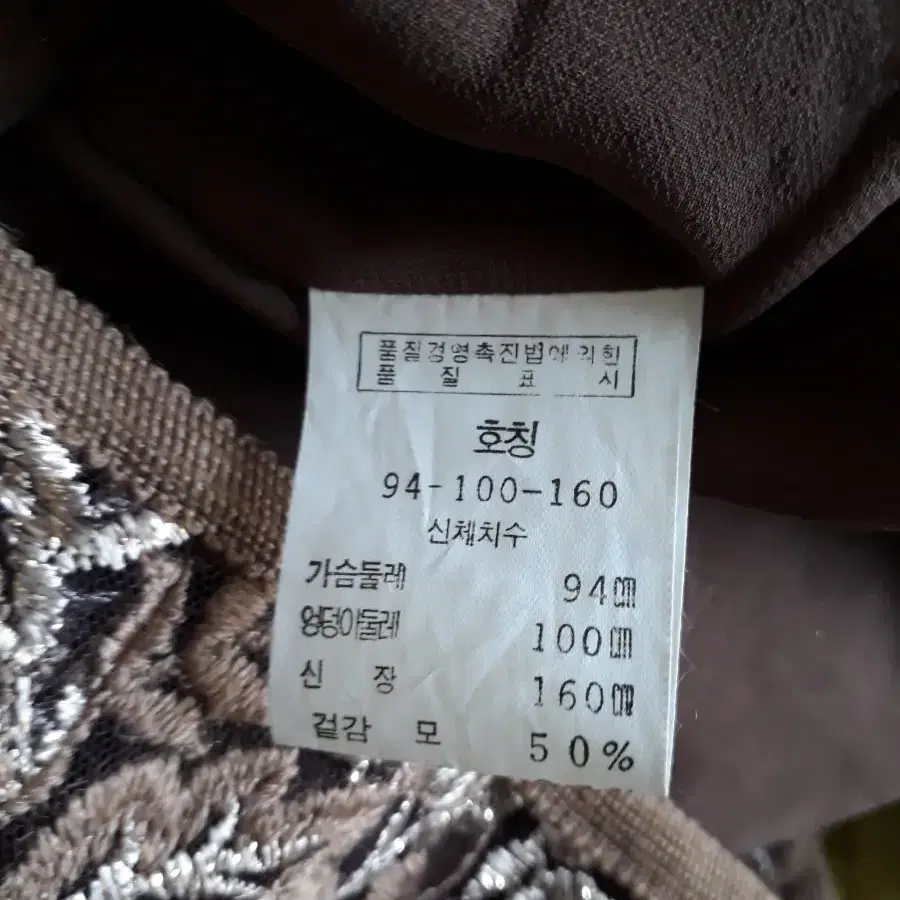 품질경영촉진법에 의한
품 질 표 시
호칭
94-100-160
신체치수
가슴둘레 94㎝
엉덩이둘레 100㎝
신 장 160㎝
겉감 모 50%